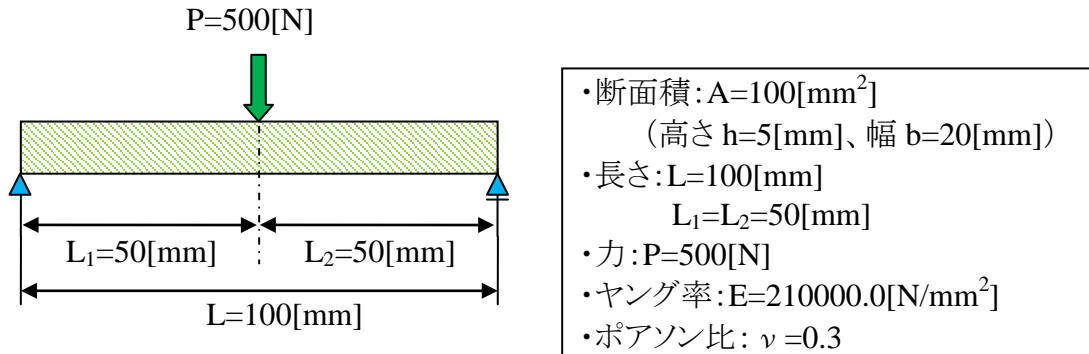 P=500[N]
L₁=50[mm]
L₂=50[mm]
L=100[mm]
・断面積:A=100[mm²]
(高さ h=5[mm]、幅 b=20[mm])
・長さ:L=100[mm]
L₁=L₂=50[mm]
・力:P=500[N]
・ヤング率:E=210000.0[N/mm²]
・ポアソン比: ν=0.3